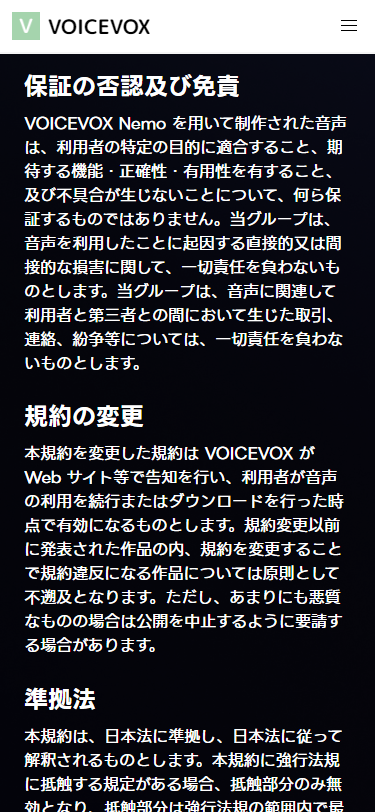 V VOICEVOX
保証の否認及び免責
VOICEVOX Nemo を用いて制作された音声
は、利用者の特定の目的に適合すること、期
待する機能・正確性・有用性を有すること、
及び不具合が生じないことについて、何ら保
証するものではありません。当グループは、
音声を利用したことに起因する直接的又は間
接的な損害に関して、一切責任を負わないも
のとします。当グループは、音声に関連して
利用者と第三者との間において生じた取引、
連絡、紛争等については、一切責任を負わな
いものとします。
規約の変更
本規約を変更した規約は VOICEVOX が
Web サイト等で告知を行い、利用者が音声
の利用を続行またはダウンロードを行った時
点で有効になるものとします。規約変更以前
に発表された作品の内、規約を変更すること
で規約違反になる作品については原則として
不遡及となります。ただし、あまりにも悪質
なものの場合は公開を中止するように要請す
る場合があります。
準拠法
本規約は、日本法に準拠し、日本法に従って
解釈されるものとします。本規約に強行法規
に抵触する規定がある場合、抵触部分のみ無
効となり、抵触部分は強行法規の範囲内で最